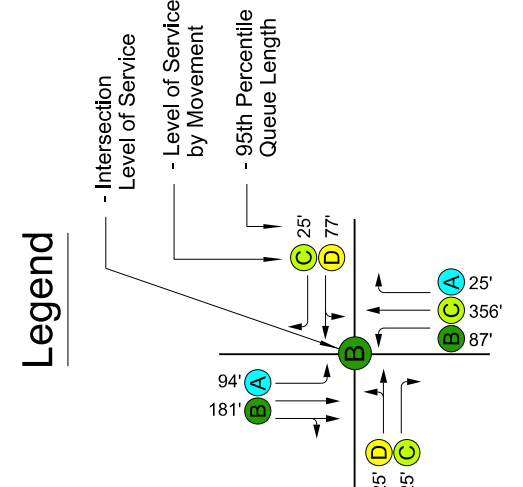 Legend
- Intersection
Level of Service
- Level of Service
by Movement
- 95th Percentile
Queue Length
C 25'
D 77'
94' A
181' B
B
A 25'
C 356'
B 87'
D
C